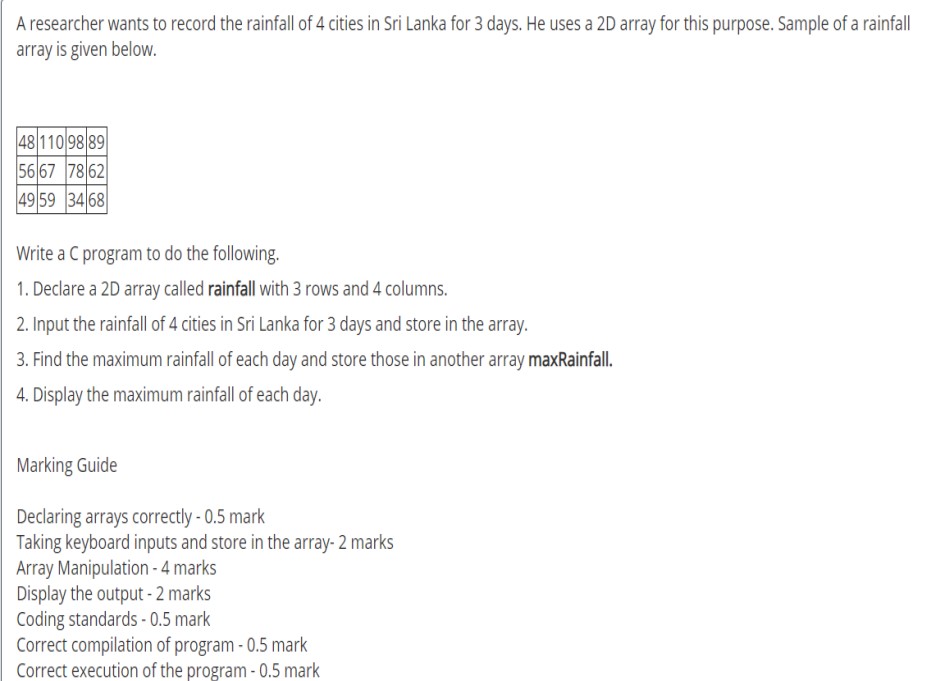 A researcher wants to record the rainfall of 4 cities in Sri Lanka for 3 days. He uses a 2D array for this purpose. Sample of a rainfall
array is given below.
48 110 98 89
56 67 78 62
49 59 34 68
Write a C program to do the following.
1. Declare a 2D array called rainfall with 3 rows and 4 columns.
2. Input the rainfall of 4 cities in Sri Lanka for 3 days and store in the array.
3. Find the maximum rainfall of each day and store those in another array maxRainfall.
4. Display the maximum rainfall of each day.
Marking Guide
Declaring arrays correctly - 0.5 mark
Taking keyboard inputs and store in the array- 2 marks
Array Manipulation - 4 marks
Display the output - 2 marks
Coding standards - 0.5 mark
Correct compilation of program - 0.5 mark
Correct execution of the program - 0.5 mark